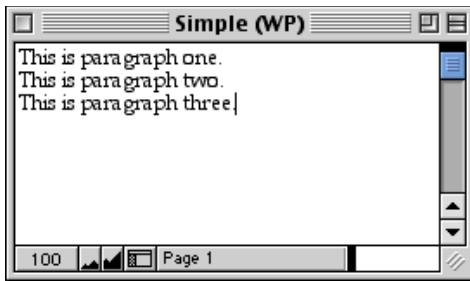 Simple (WP)
This is paragraph one.
This is paragraph two.
This is paragraph three.
100
Page 1